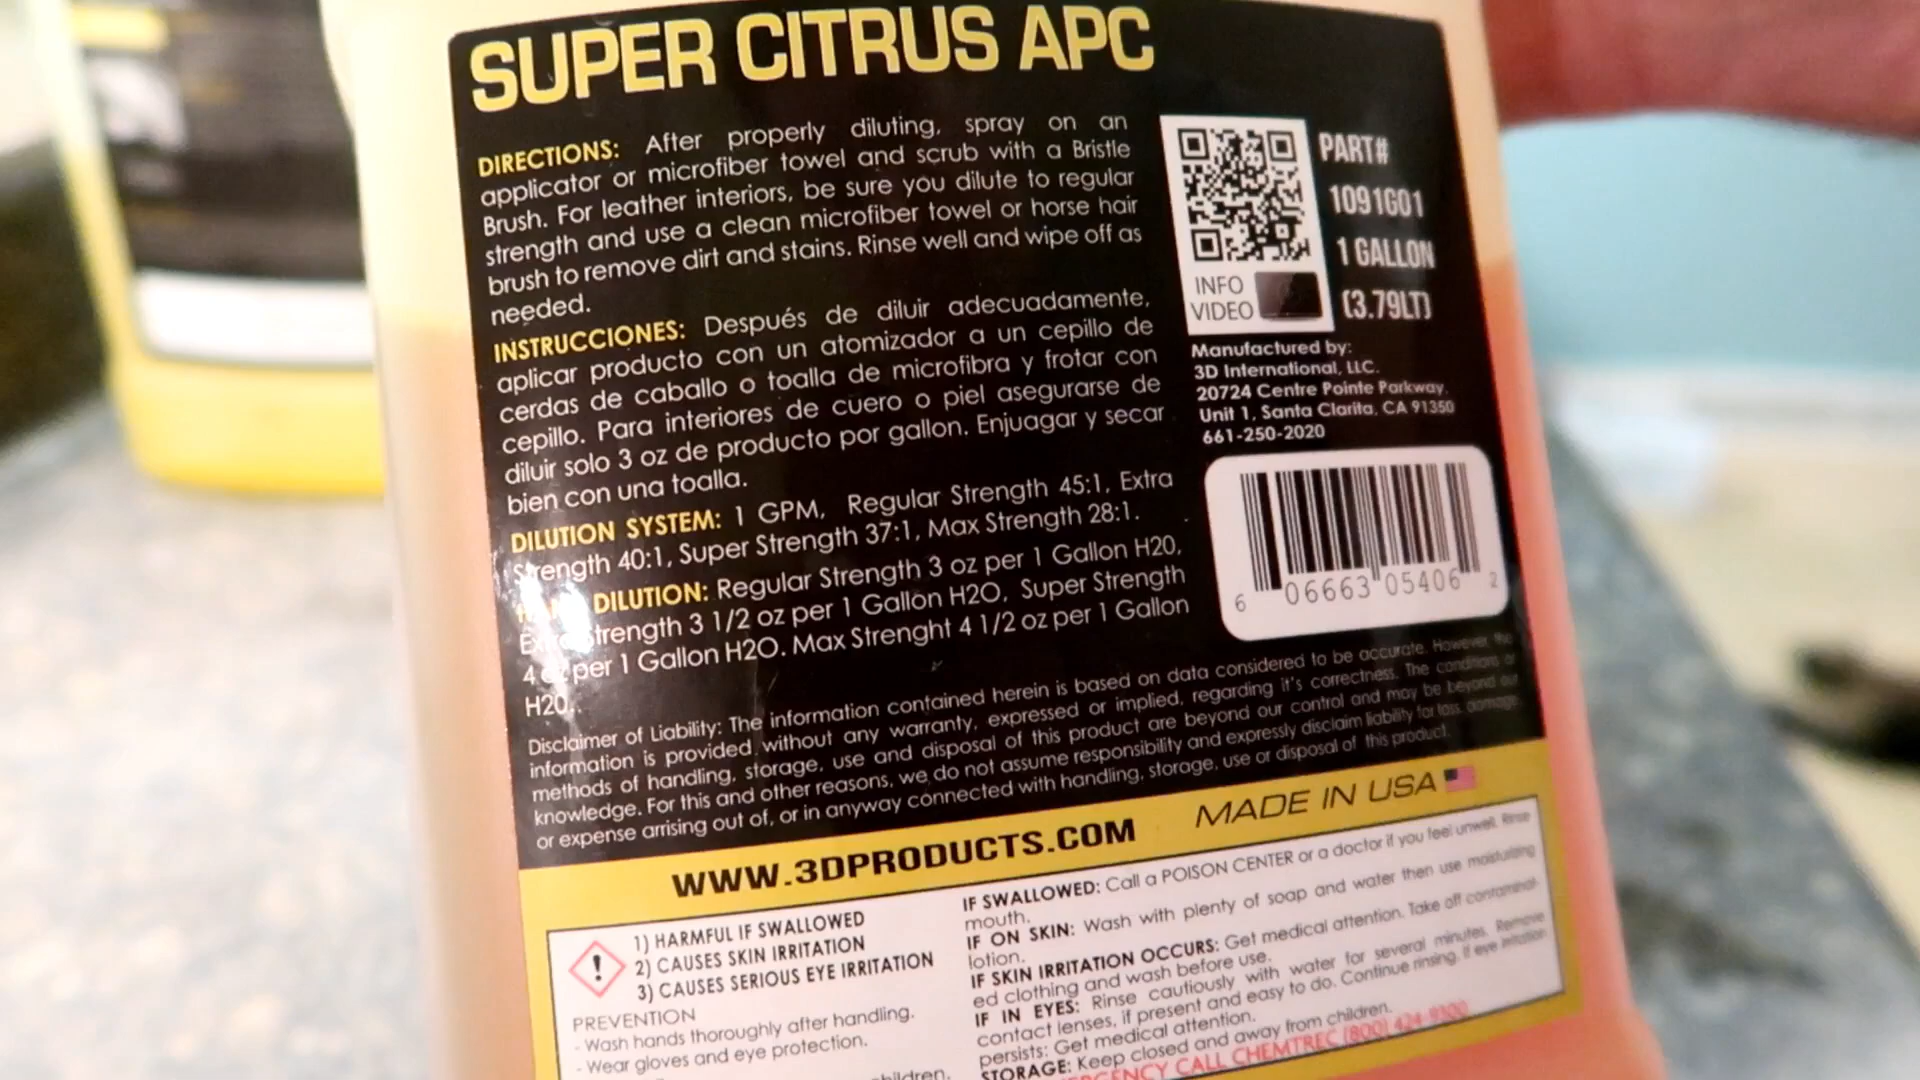 SUPER CITRUS APC
DIRECTIONS: After properly diluting, spray on an
applicator or microfiber towel and scrub with a Bristle
Brush. For leather interiors, be sure you dilute to regular
strength and use a clean microfiber towel or horse hair
brush to remove dirt and stains. Rinse well and wipe off as
needed.
INSTRUCCIONES: Después de diluir adecuadamente,
aplicar producto con un atomizador a un cepillo de
cerdas de caballo o toalla de microfibra y frotar con
cepillo. Para interiores de cuero o piel asegurarse de
diluir solo 3 oz de producto por gallon. Enjuagar y secar
bien con una toalla.
DILUTION SYSTEM: 1 GPM, Regular Strength 45:1, Extra
Strength 40:1, Super Strength 37:1, Max Strength 28:1.
DILUTION: Regular Strength 3 oz per 1 Gallon H20,
Extra Strength 3 1/2 oz per 1 Gallon H2O, Super Strength
4 oz per 1 Gallon H2O. Max Strenght 4 1/2 oz per 1 Gallon
H20..
Disclaimer of Liability: The information contained herein is based on data considered to be accurate. However, the
information is provided without any warranty, expressed or implied, regarding it's correctness. The conditions or
methods of handling, storage, use and disposal of this product are beyond our control and may be beyond our
knowledge. For this and other reasons, we do not assume responsibility and expressly disclaim liability for loss, damage
or expense arrising out of, or in anyway connected with handling, storage, use or disposal of this product.
PART#
1091G01
1 GALLON
(3.79LT)
INFO
VIDEO
Manufactured by:
3D International, LLC.
20724 Centre Pointe Parkway,
Unit 1, Santa Clarita, CA 91350
661-250-2020
6 06663 05406 2
WWW.3DPRODUCTS.COM
MADE IN USA
1) HARMFUL IF SWALLOWED
2) CAUSES SKIN IRRITATION
3) CAUSES SERIOUS EYE IRRITATION
PREVENTION
- Wash hands thoroughly after handling.
- Wear gloves and eye protection.
children.
IF SWALLOWED: Call a POISON CENTER or a doctor if you feel unwell. Rinse
mouth.
IF ON SKIN: Wash with plenty of soap and water then use moisturizing
lotion.
IF SKIN IRRITATION OCCURS: Get medical attention. Take off contaminat-
ed clothing and wash before use.
IF IN EYES: Rinse cautiously with water for several minutes. Remove
contact lenses, if present and easy to do. Continue rinsing, if eye irritation
persists: Get medical attention.
STORAGE: Keep closed and away from children.
CALL CHEMTREC (800) 424-9300